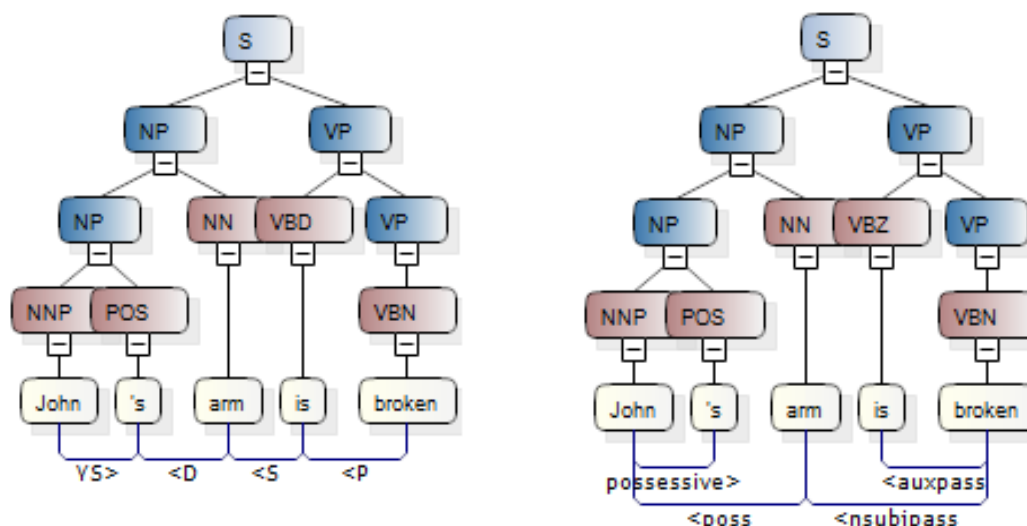 S
NP VP
NP NN VBD VP
NNP POS VBN
John 's arm is broken
YS> <D <S <P
S
NP VP
NP NN VBZ VP
NNP POS VBN
John 's arm is broken
possessive> <auxpass
<poss <nsubjpass